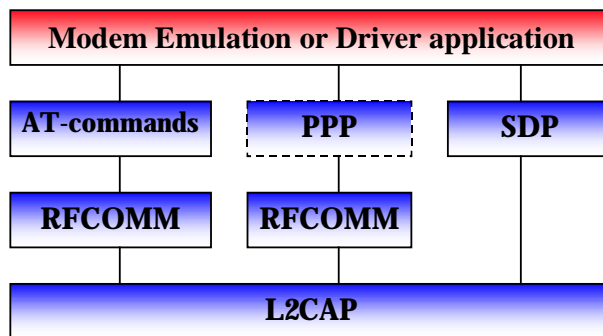 Modem Emulation or Driver application
AT-commands
PPP
SDP
RFCOMM
RFCOMM
L2CAP